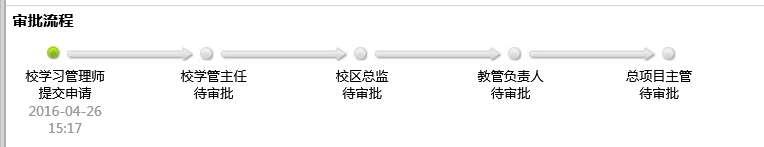 审批流程
校学习管理师 校学管主任 校区总监 教管负责人 总项目主管
提交申请 待审批 待审批 待审批 待审批
2016-04-26
15:17